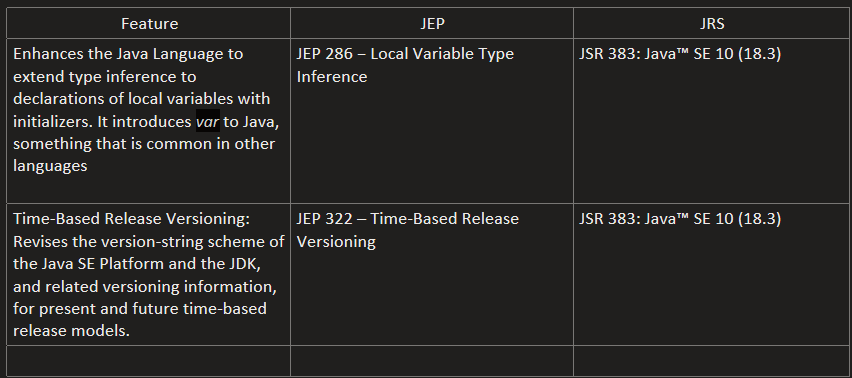 Feature JEP JRS
Enhances the Java Language to
extend type inference to
declarations of local variables with
initializers. It introduces var to Java,
something that is common in other
languages
JEP 286 – Local Variable Type
Inference
JSR 383: Java™ SE 10 (18.3)
Time-Based Release Versioning:
Revises the version-string scheme of
the Java SE Platform and the JDK,
and related versioning information,
for present and future time-based
release models.
JEP 322 – Time-Based Release
Versioning
JSR 383: Java™ SE 10 (18.3)